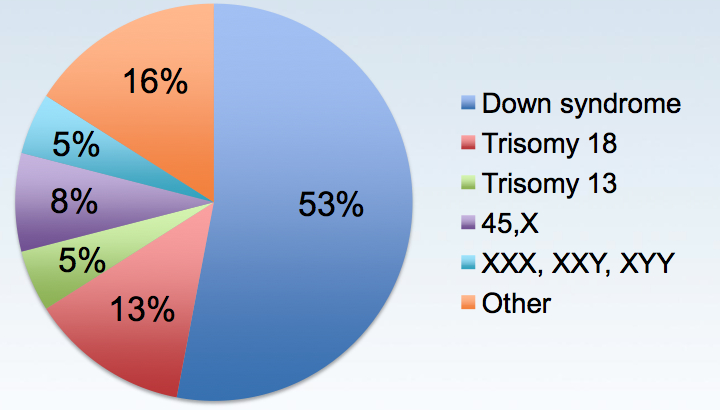 16%
5%
8%
5%
13%
53%
Down syndrome
Trisomy 18
Trisomy 13
45,X
XXX, XXY, XYY
Other